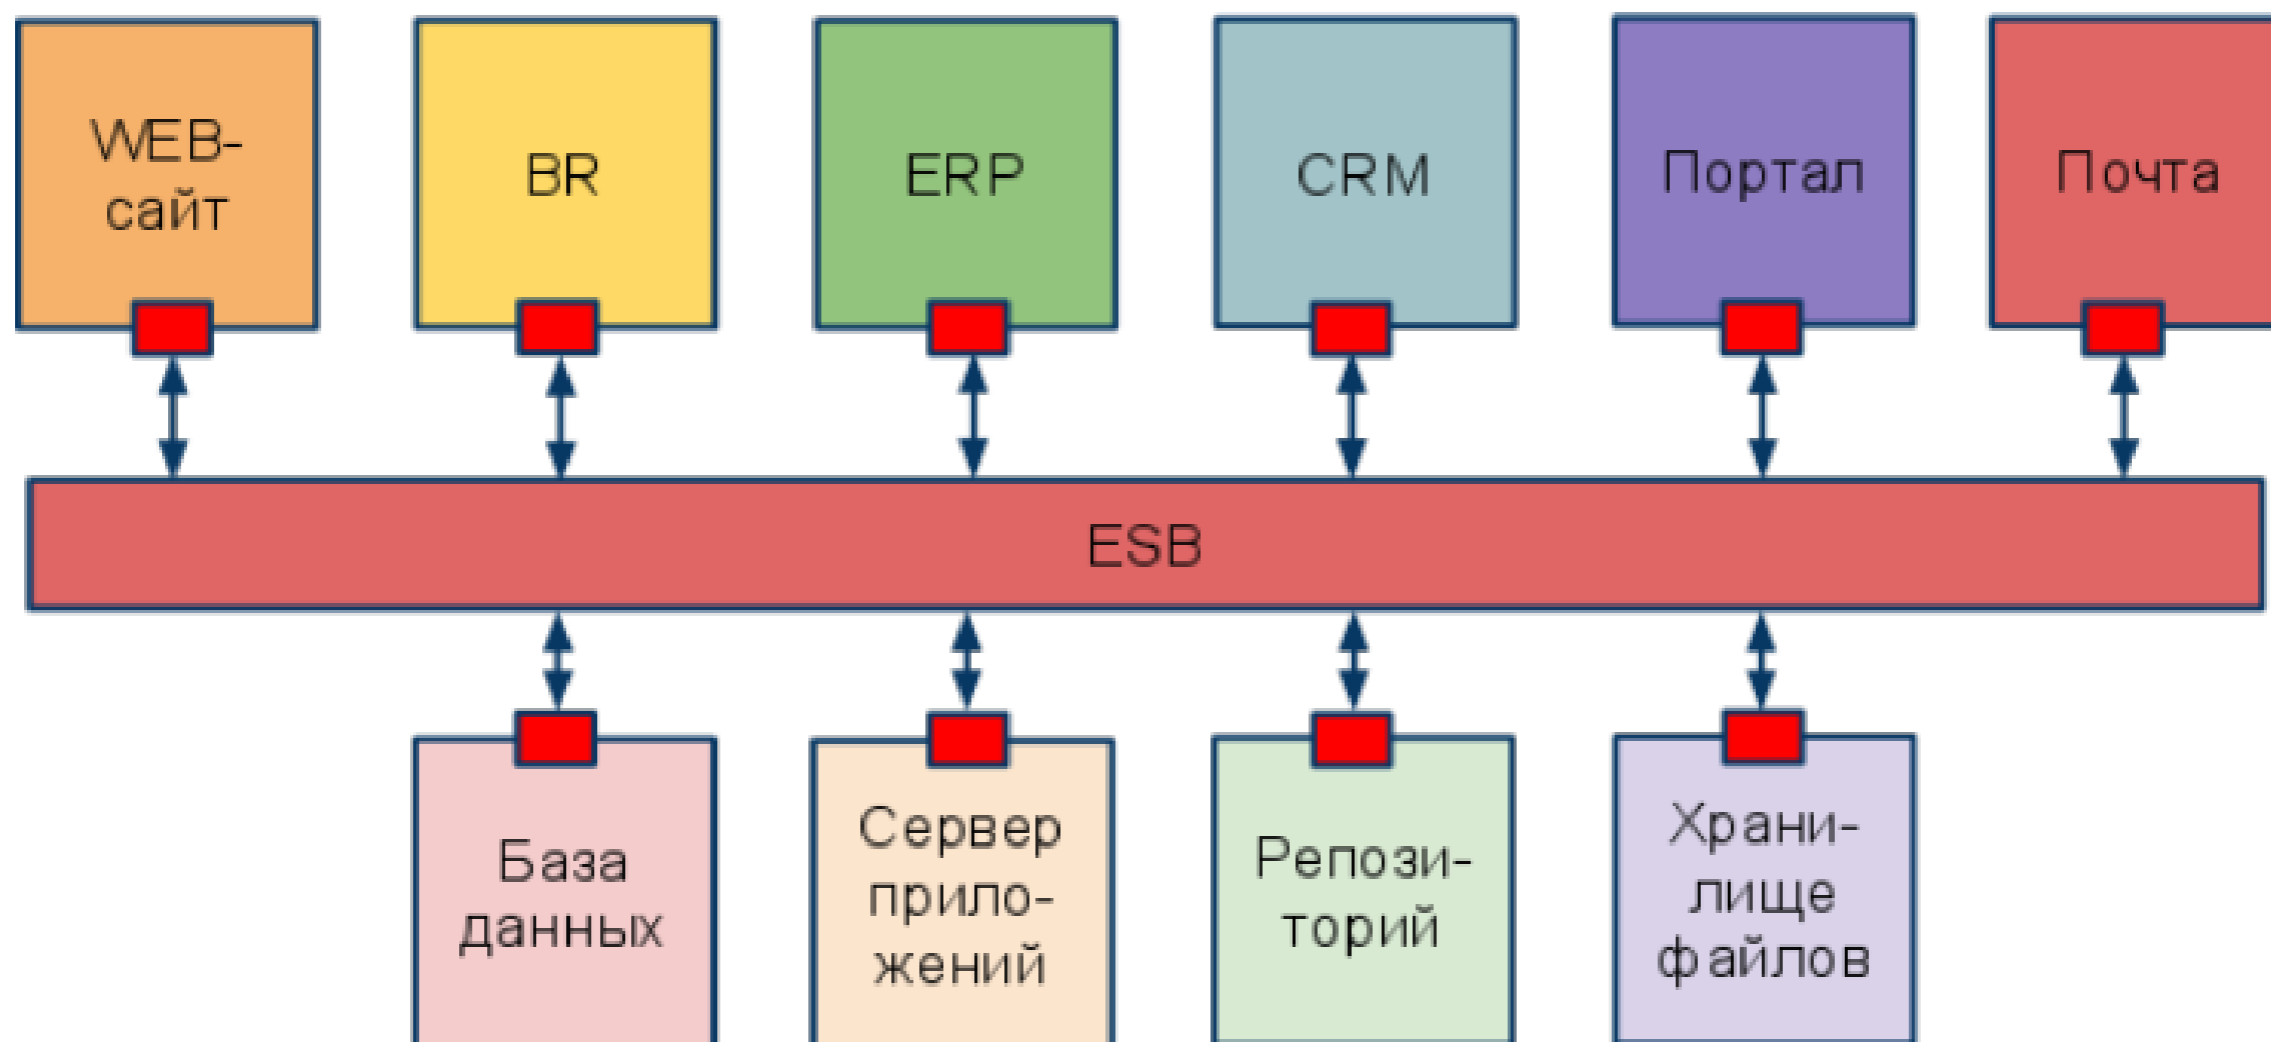 WEB-
сайт
BR
ERP
CRM
Портал
Почта
ESB
База
данных
Сервер
прило-
жений
Репози-
торий
Храни-
лище
файлов